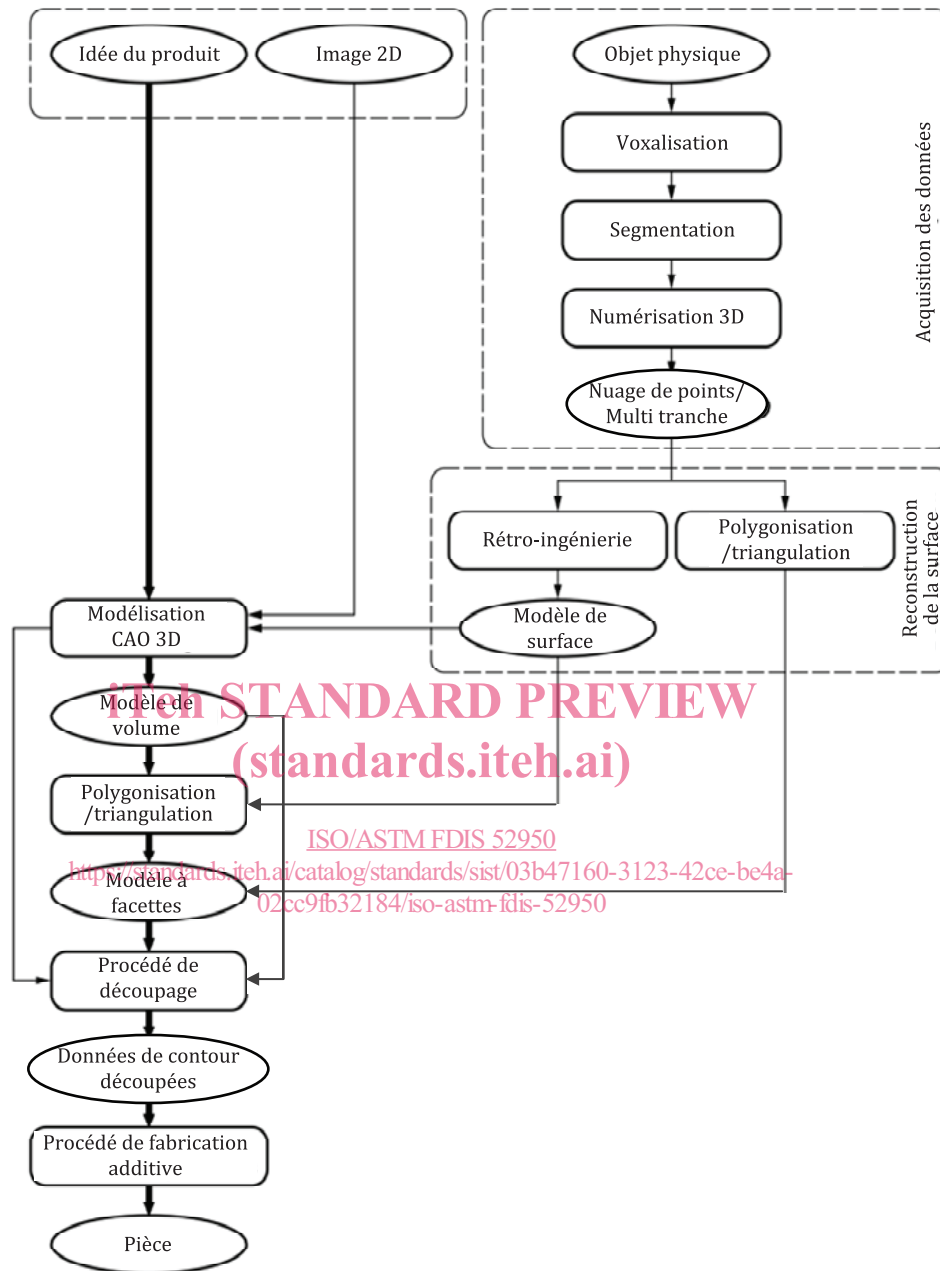 Idée du produit
Image 2D
Objet physique
Voxalisation
Segmentation
Numérisation 3D
Nuage de points/
Multi tranche
Acquisition des données
Rétro-ingénierie
Polygonisation
/triangulation
Modèle de
surface
Reconstruction
de la surface
Modélisation
CAO 3D
iTeh STANDARD PREVIEW
(standards.iteh.ai)
Modèle de
volume
Polygonisation
/triangulation
ISO/ASTM FDIS 52950
https://standards.iteh.ai/catalog/standards/sist/03b47160-3123-42ce-be4a-
02cc9fb32184/iso-astm-fdis-52950
Modèle à
facettes
Procédé de
découpage
Données de contour
découpées
Procédé de fabrication
additive
Pièce